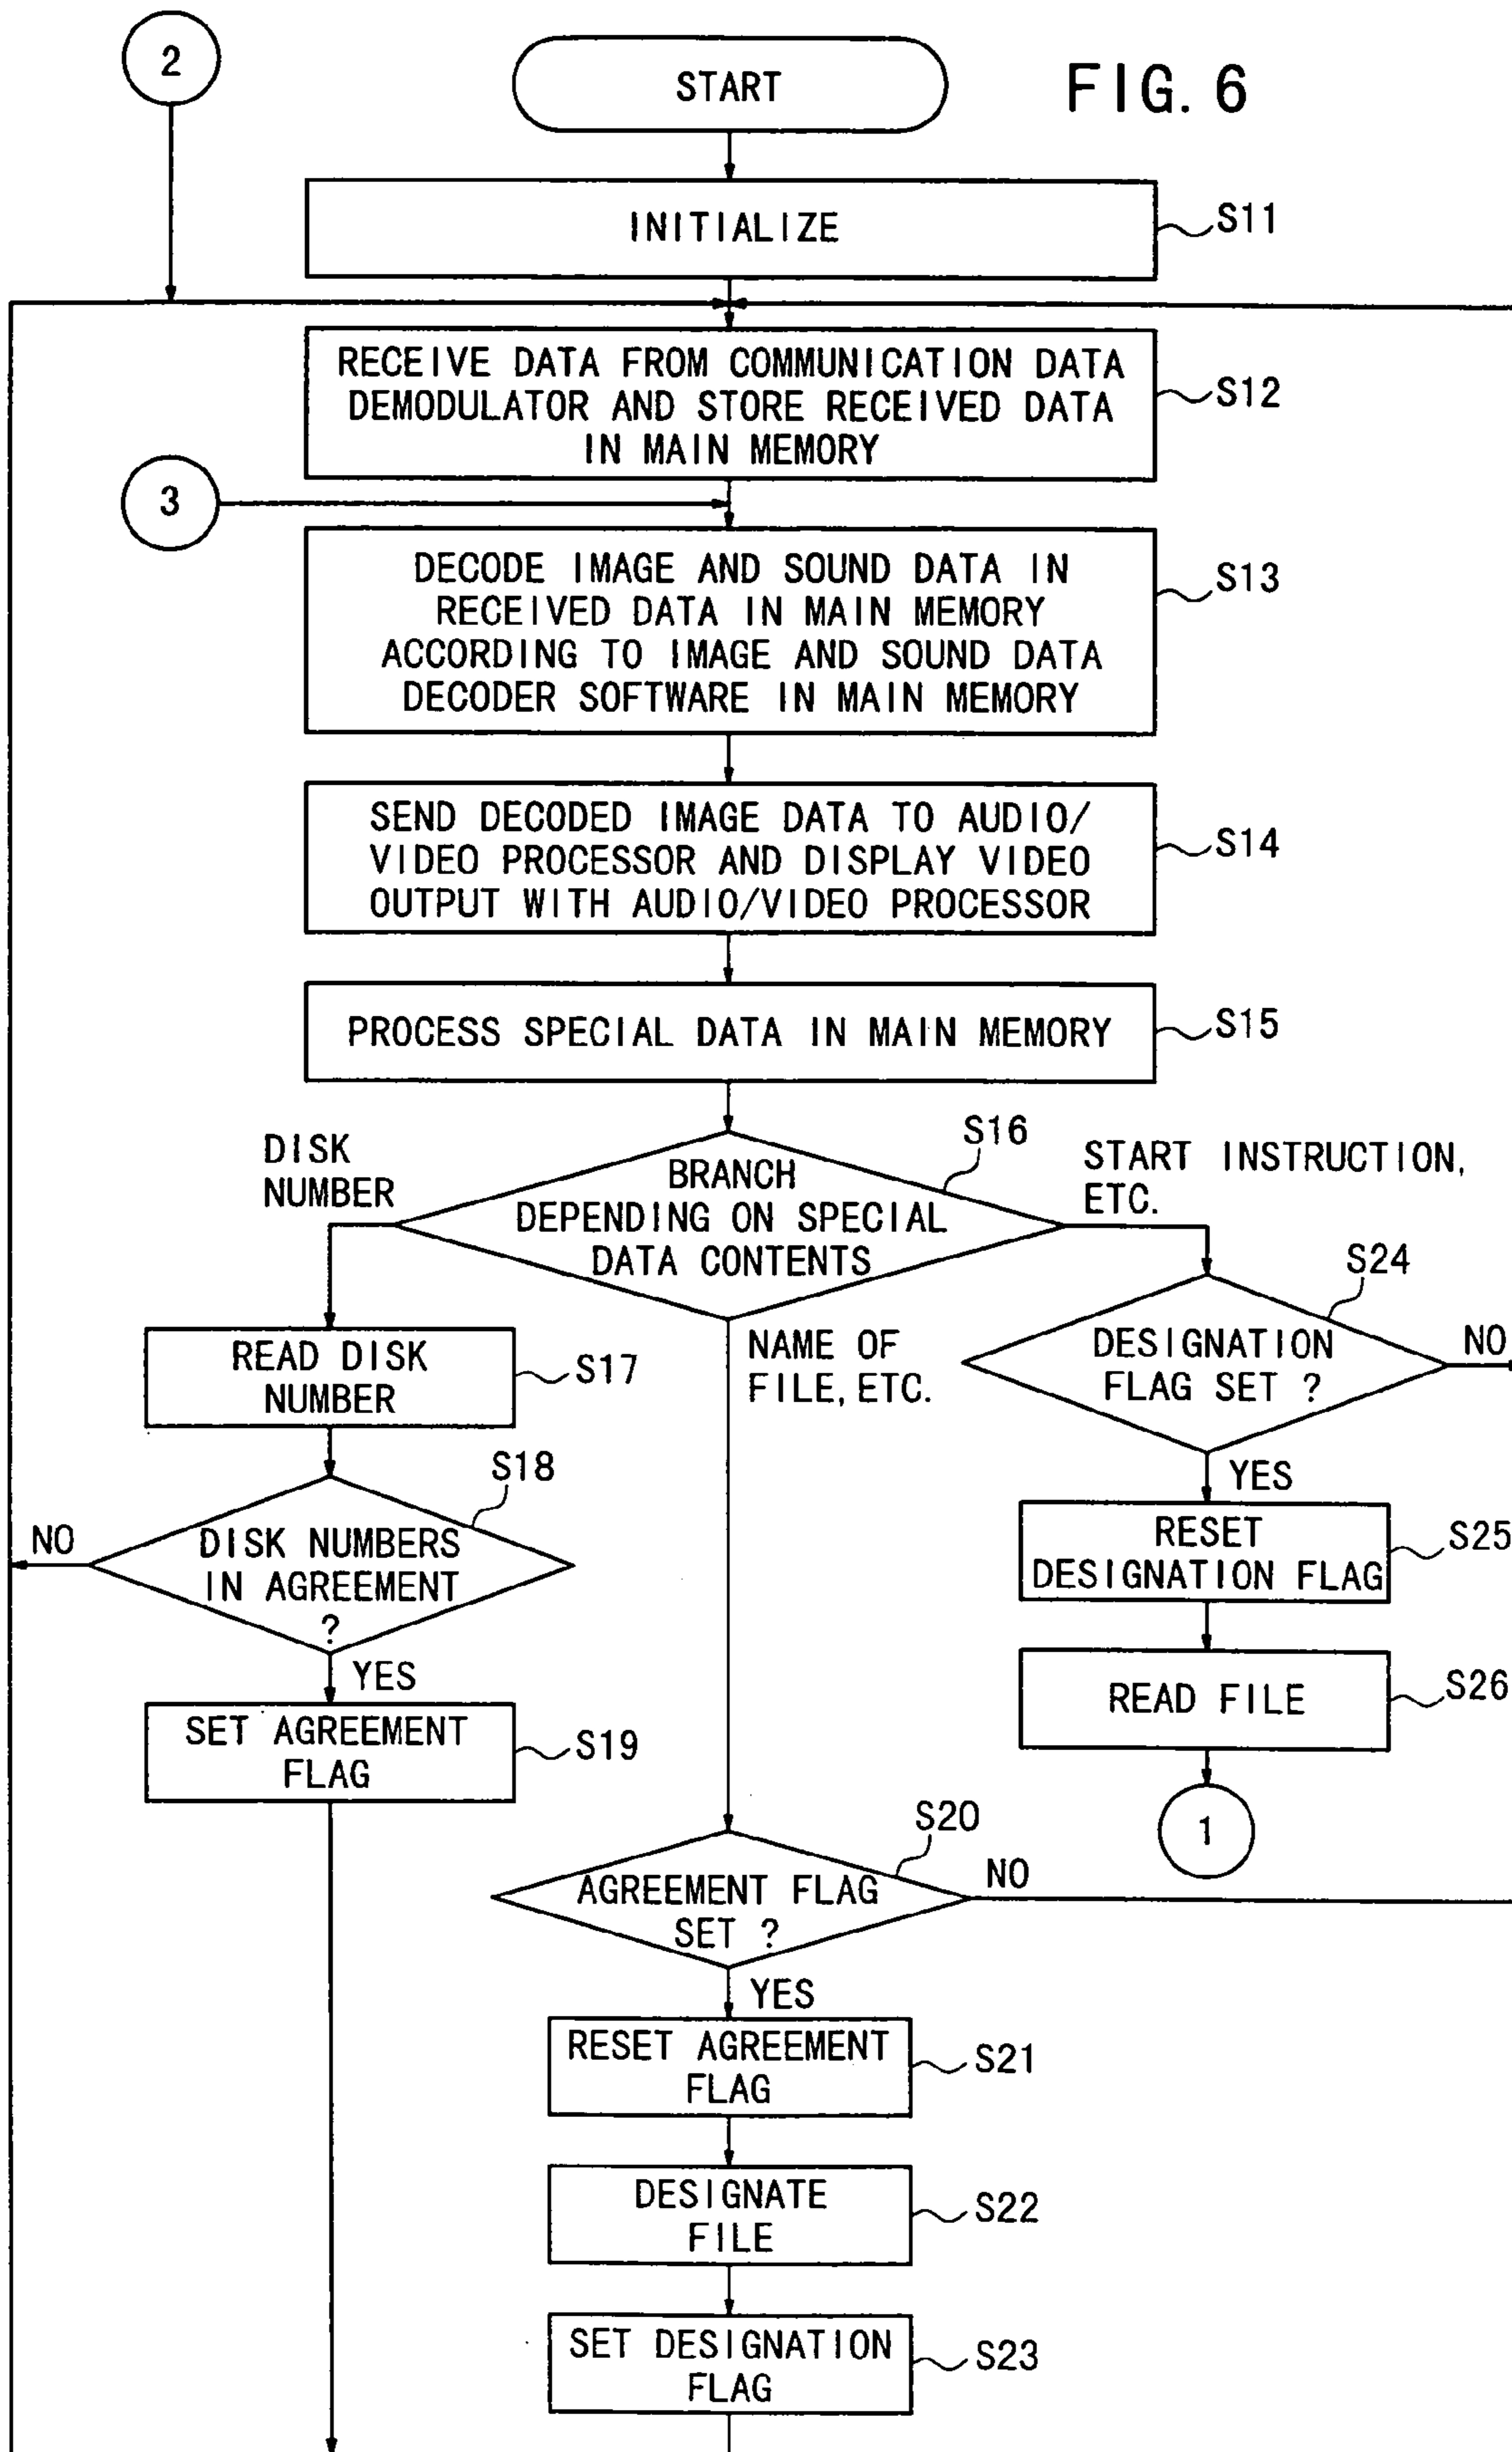 2
START
FIG. 6
INITIALIZE
S11
RECEIVE DATA FROM COMMUNICATION DATA
DEMODULATOR AND STORE RECEIVED DATA
IN MAIN MEMORY
S12
3
DECODE IMAGE AND SOUND DATA IN
RECEIVED DATA IN MAIN MEMORY
ACCORDING TO IMAGE AND SOUND DATA
DECODER SOFTWARE IN MAIN MEMORY
S13
SEND DECODED IMAGE DATA TO AUDIO/
VIDEO PROCESSOR AND DISPLAY VIDEO
OUTPUT WITH AUDIO/VIDEO PROCESSOR
S14
PROCESS SPECIAL DATA IN MAIN MEMORY
S15
S16
BRANCH
DEPENDING ON SPECIAL
DATA CONTENTS
DISK
NUMBER
START INSTRUCTION,
ETC.
NAME OF
FILE, ETC.
READ DISK
NUMBER
S17
S18
DISK NUMBERS
IN AGREEMENT
?
NO
YES
SET AGREEMENT
FLAG
S19
S24
DESIGNATION
FLAG SET ?
NO
YES
RESET
DESIGNATION FLAG
S25
READ FILE
S26
1
S20
AGREEMENT FLAG
SET ?
NO
YES
RESET AGREEMENT
FLAG
S21
DESIGNATE
FILE
S22
SET DESIGNATION
FLAG
S23